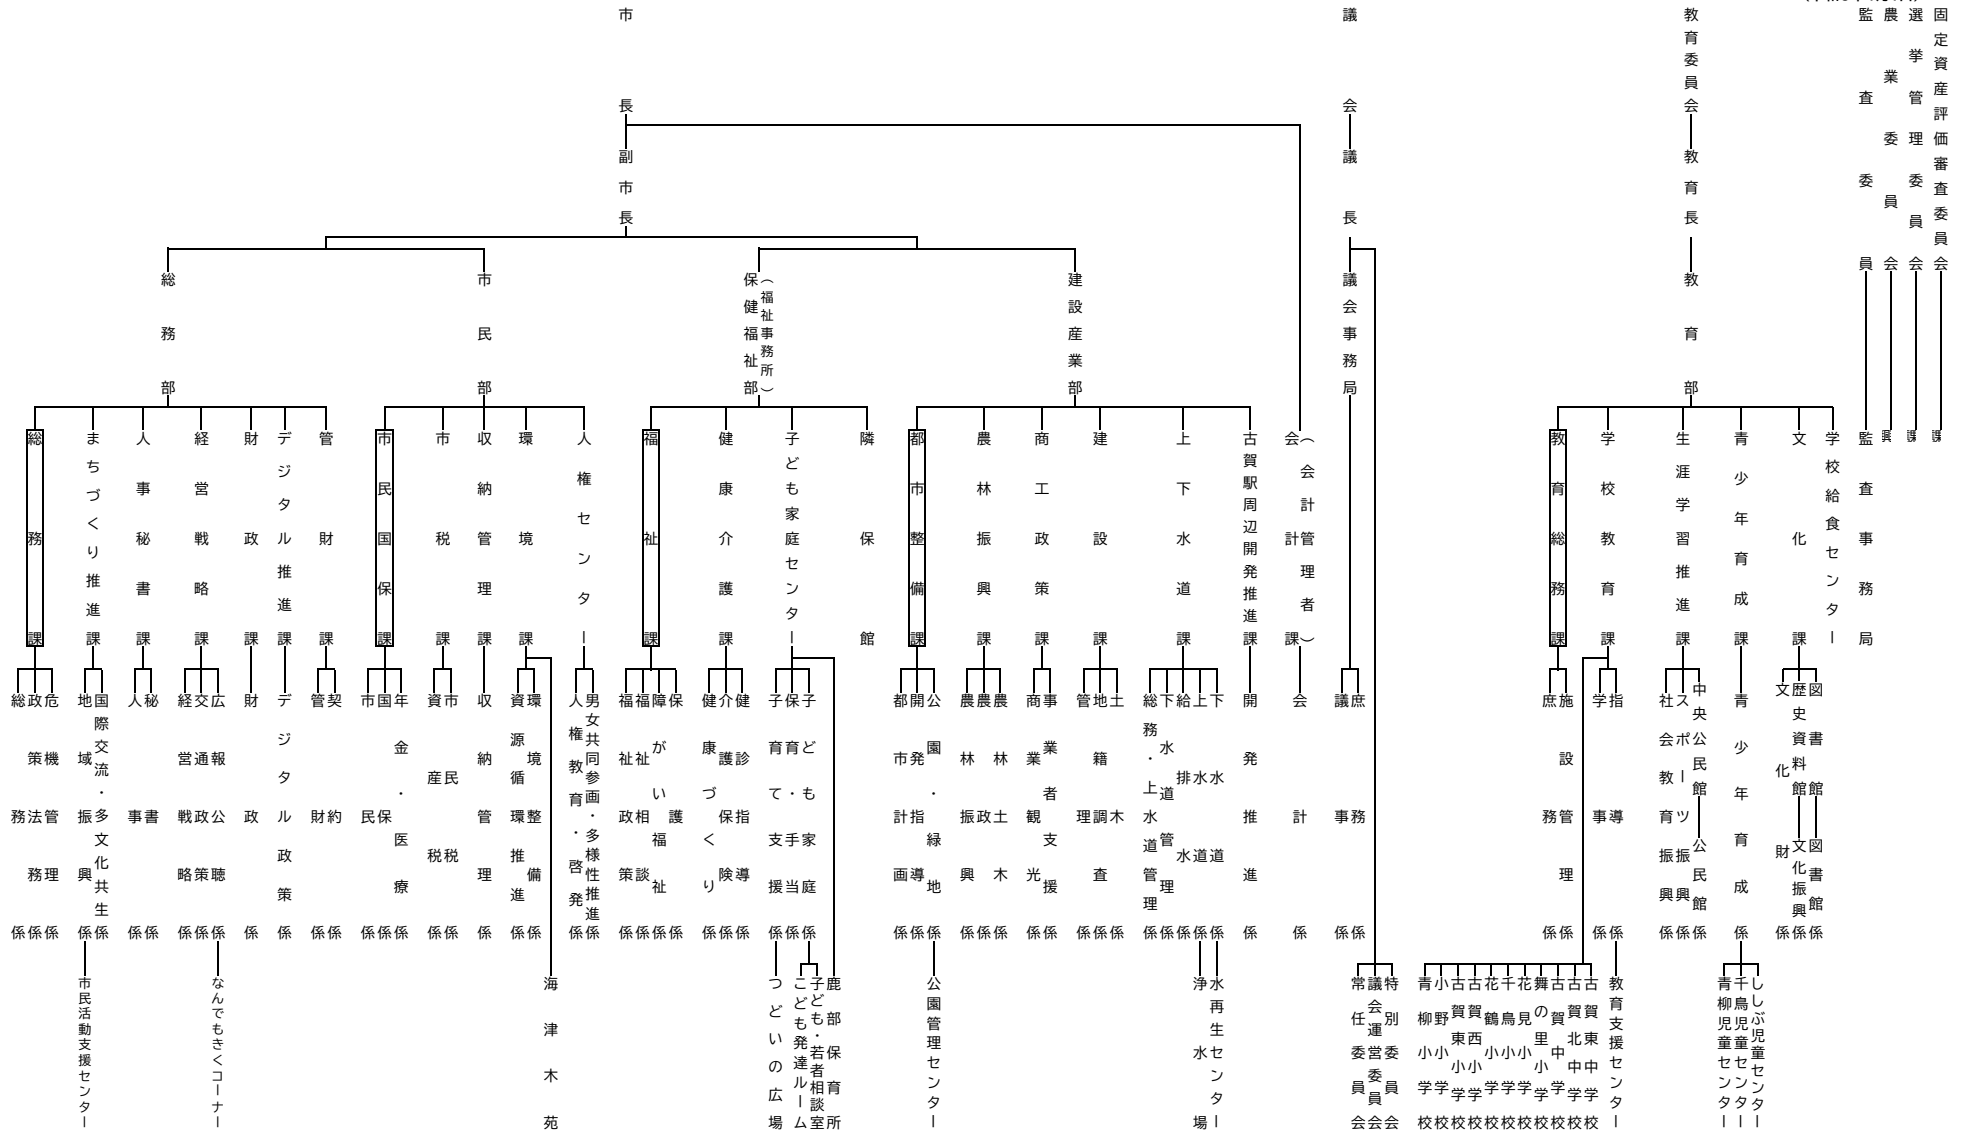 市長
議会
教育委員会
監査委員
農業委員会
選挙管理委員会
固定資産評価審査委員会
副市長
議長
教育長
総務部
市民部
保健福祉部
（福祉事務所）
建設産業部
議会事務局
教育部
総務課
まちづくり推進課
人事秘書課
経営戦略課
財政課
デジタル推進課
管財課
市民国保課
市税課
収納管理課
環境課
人権センター
福祉課
健康介護課
子ども家庭センター
隣保館
都市整備課
農林振興課
商工政策課
建設課
上下水道課
古賀駅周辺開発推進課
会計課
（会計管理者）
教育総務課
学校教育課
生涯学習推進課
青少年育成課
文化課
学校給食センター
監査事務局
総務係
政策法務係
危機管理係
地域振興係
国際交流・多文化共生係
人事係
秘書係
経営戦略係
交通政策係
広報公聴係
財政係
デジタル政策係
管財係
契約係
市民係
国保係
年金・医療係
資産税係
市民税係
収納管理係
資源循環推進係
環境整備係
人権教育・啓発係
男女共同参画・多様性推進係
福祉政策係
福祉相談係
障がい福祉係
保護係
健康づくり係
介護保険係
健診指導係
子育て支援係
保育・手当係
子ども家庭係
都市計画係
開発指導係
公園・緑地係
農林振興係
農政係
農林土木係
商業観光係
事業者支援係
管理係
地籍調査係
土木係
総務・上水道管理係
下水道管理係
給排水係
上水道係
下水道係
開発推進係
会計係
議事係
庶務係
庶務係
施設管理係
学事係
指導係
社会教育振興係
スポーツ振興係
中央公民館
公民館係
青少年育成係
文化財係
歴史資料館
文化振興係
図書館
図書館係
市民活動支援センター
なんでもきくコーナー
海津木苑
つどいの広場
こども発達ルーム
子ども・若者相談室
鹿部保育所
公園管理センター
浄水場
水再生センター
常任委員会
議会運営委員会
特別委員会
青柳小学校
小野小学校
古賀東小学校
古賀西小学校
花鶴小学校
千鳥小学校
花見小学校
舞の里小学校
古賀中学校
古賀北中学校
古賀東中学校
教育支援センター
青柳児童センター
千鳥児童センター
ししぶ児童センター